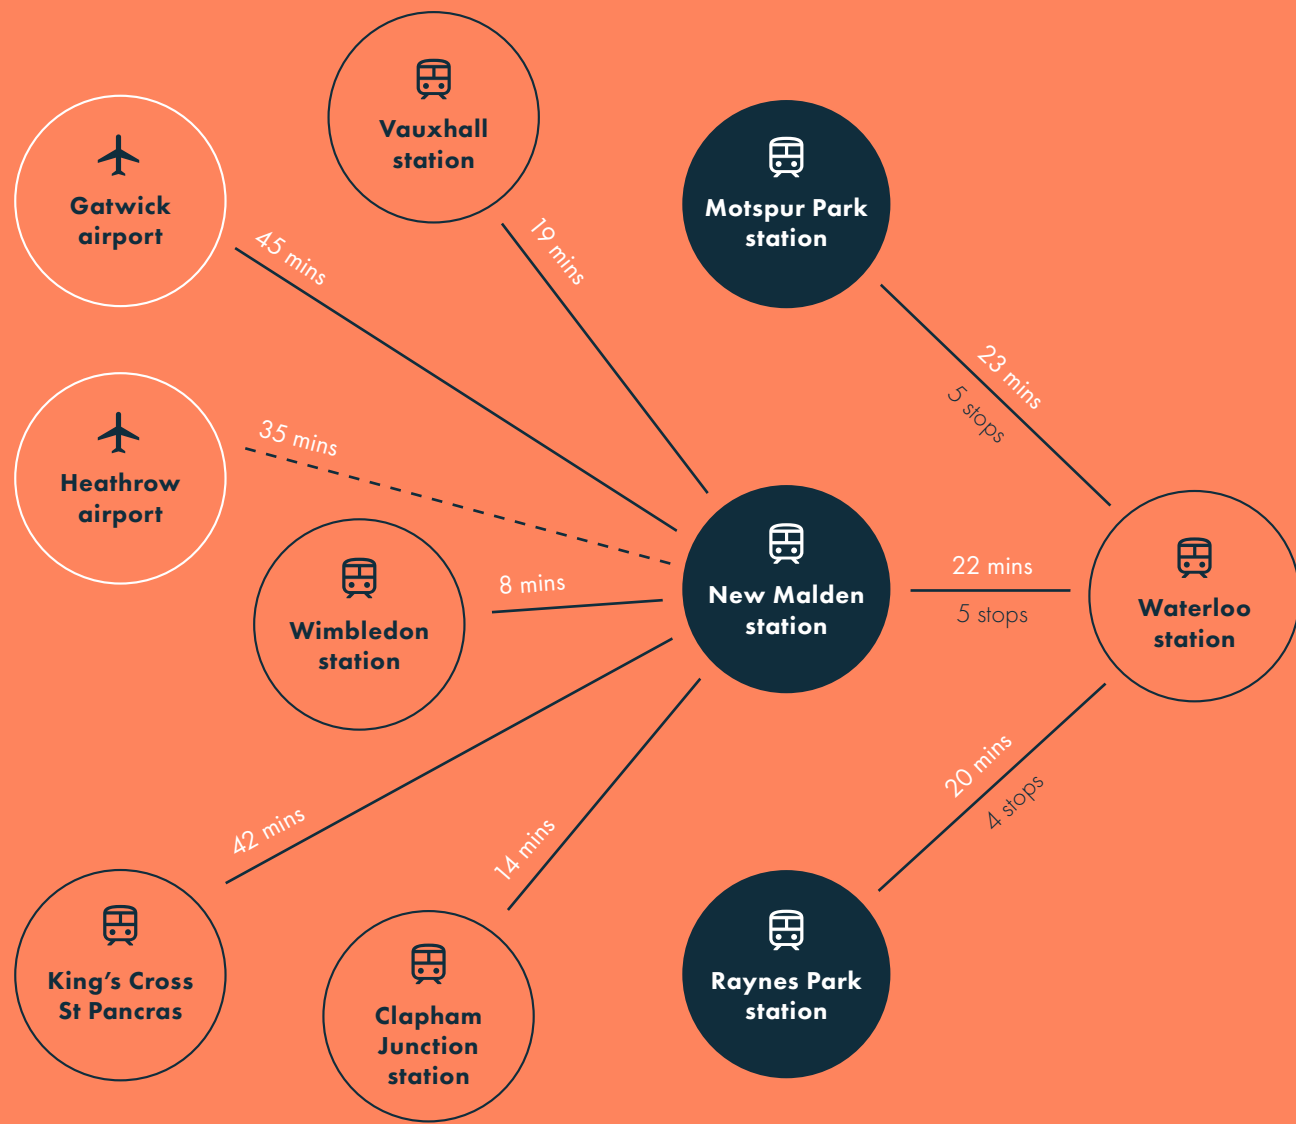 Vauxhall
station
Gatwick
airport
45 mins
19 mins
Motspur Park
station
23 mins
5 stops
Heathrow
airport
35 mins
Wimbledon
station
8 mins
New Malden
station
22 mins
5 stops
Waterloo
station
42 mins
14 mins
20 mins
4 stops
King’s Cross
St Pancras
Clapham
Junction
station
Raynes Park
station